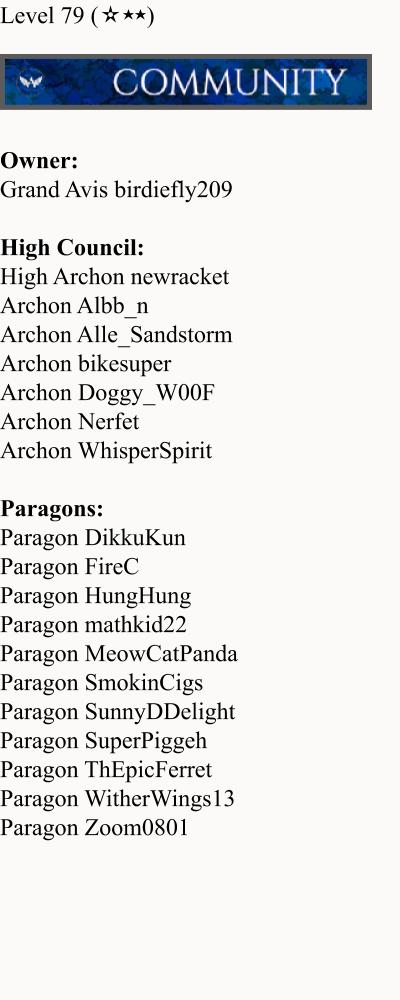 Level 79 (☆★★)
COMMUNITY
Owner:
Grand Avis birdiefly209
High Council:
High Archon newracket
Archon Albb_n
Archon Alle_Sandstorm
Archon bikesuper
Archon Doggy_W00F
Archon Nerfet
Archon WhisperSpirit
Paragons:
Paragon DikkuKun
Paragon FireC
Paragon HungHung
Paragon mathkid22
Paragon MeowCatPanda
Paragon SmokinCigs
Paragon SunnyDDelight
Paragon SuperPiggeh
Paragon ThEpicFerret
Paragon WitherWings13
Paragon Zoom0801